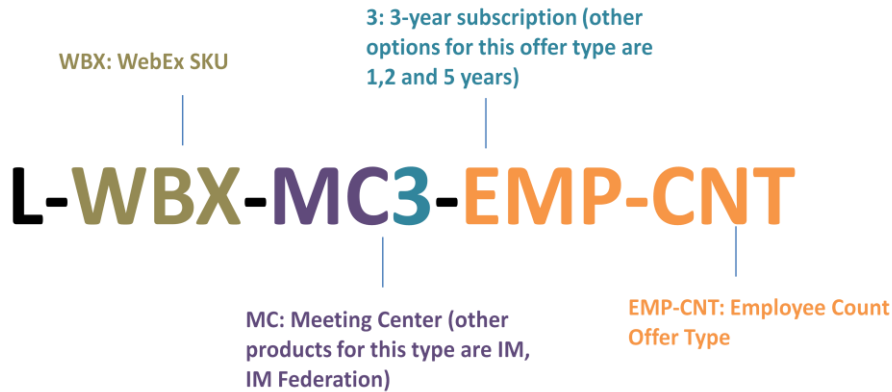 3: 3-year subscription (other
options for this offer type are
1,2 and 5 years)
WBX: WebEx SKU
L-WBX-MC3-EMP-CNT
MC: Meeting Center (other
products for this type are IM,
IM Federation)
EMP-CNT: Employee Count
Offer Type